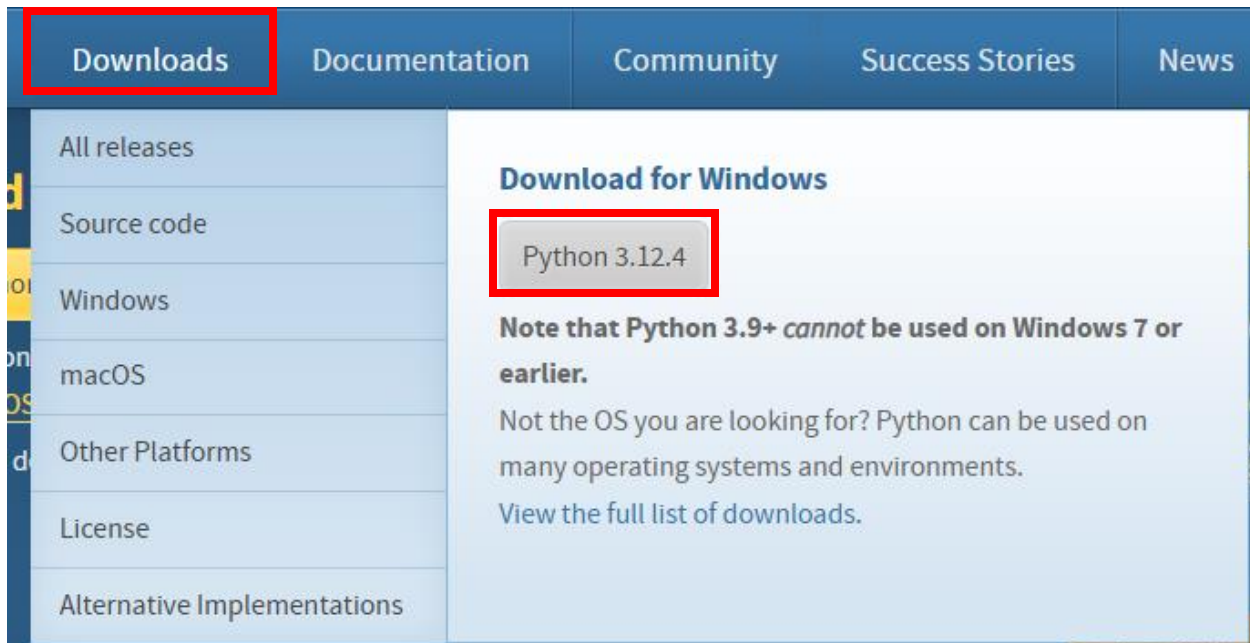 Downloads
Documentation
Community
Success Stories
News
All releases
Source code
Windows
macOS
Other Platforms
License
Alternative Implementations
Download for Windows
Python 3.12.4
Note that Python 3.9+ cannot be used on Windows 7 or
earlier.
Not the OS you are looking for? Python can be used on
many operating systems and environments.
View the full list of downloads.